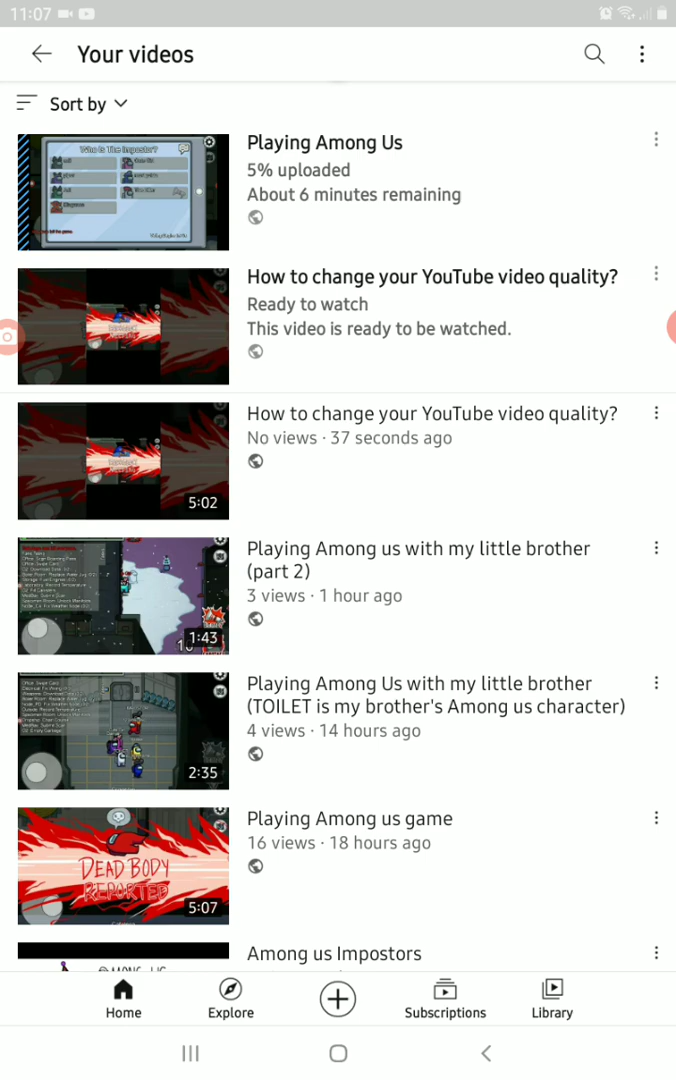 11:07
Your videos
Sort by
Who Is The Impostor?
Playing Among Us
5% uploaded
About 6 minutes remaining
How to change your YouTube video quality?
Ready to watch
This video is ready to be watched.
How to change your YouTube video quality?
No views · 37 seconds ago
5:02
Playing Among us with my little brother
(part 2)
3 views · 1 hour ago
1:43
Playing Among Us with my little brother
(TOILET is my brother's Among us character)
4 views · 14 hours ago
2:35
Playing Among us game
16 views · 18 hours ago
DEAD BODY
REPORTED
5:07
Among us Impostors
Home
Explore
Subscriptions
Library